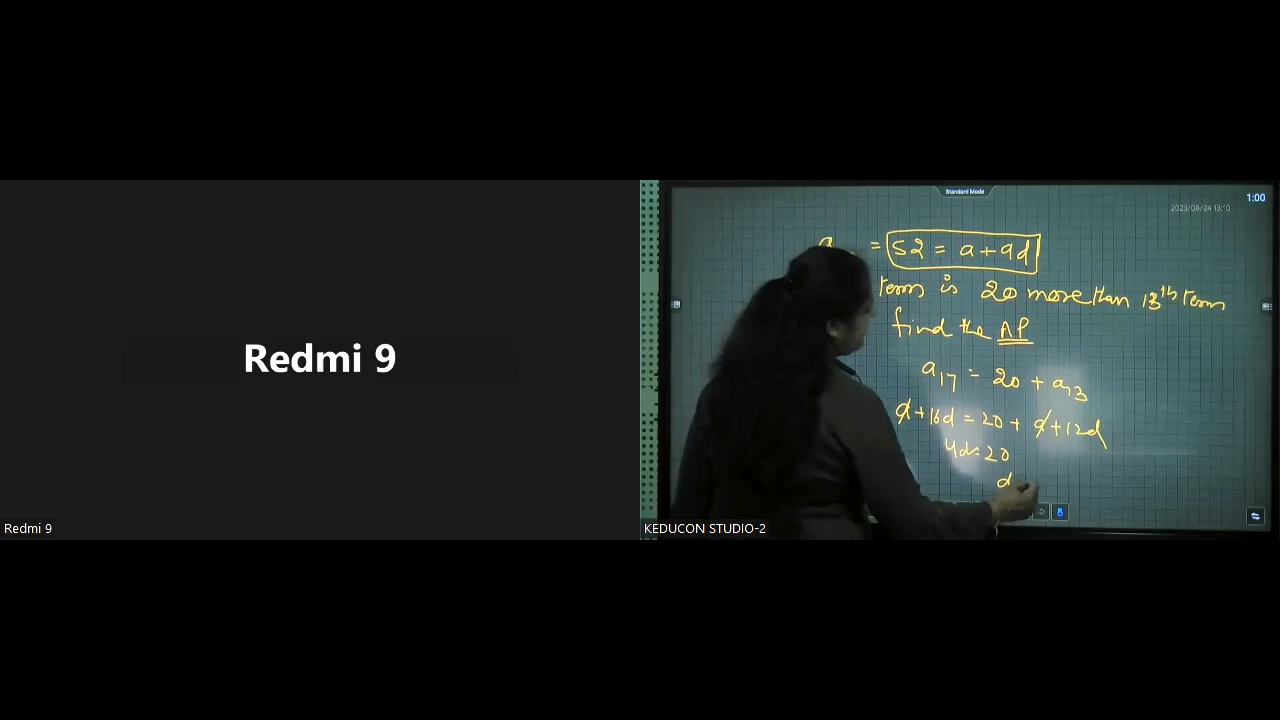 Redmi 9
Redmi 9
Standard Mode
1:00
2023/08/24 13:10
= 52 = a+9d
term is 20 more than 13th term
find the AP
a17 = 20 + a13
a+16d = 20 + a+12d
4d=20
d
KEDUCON STUDIO-2